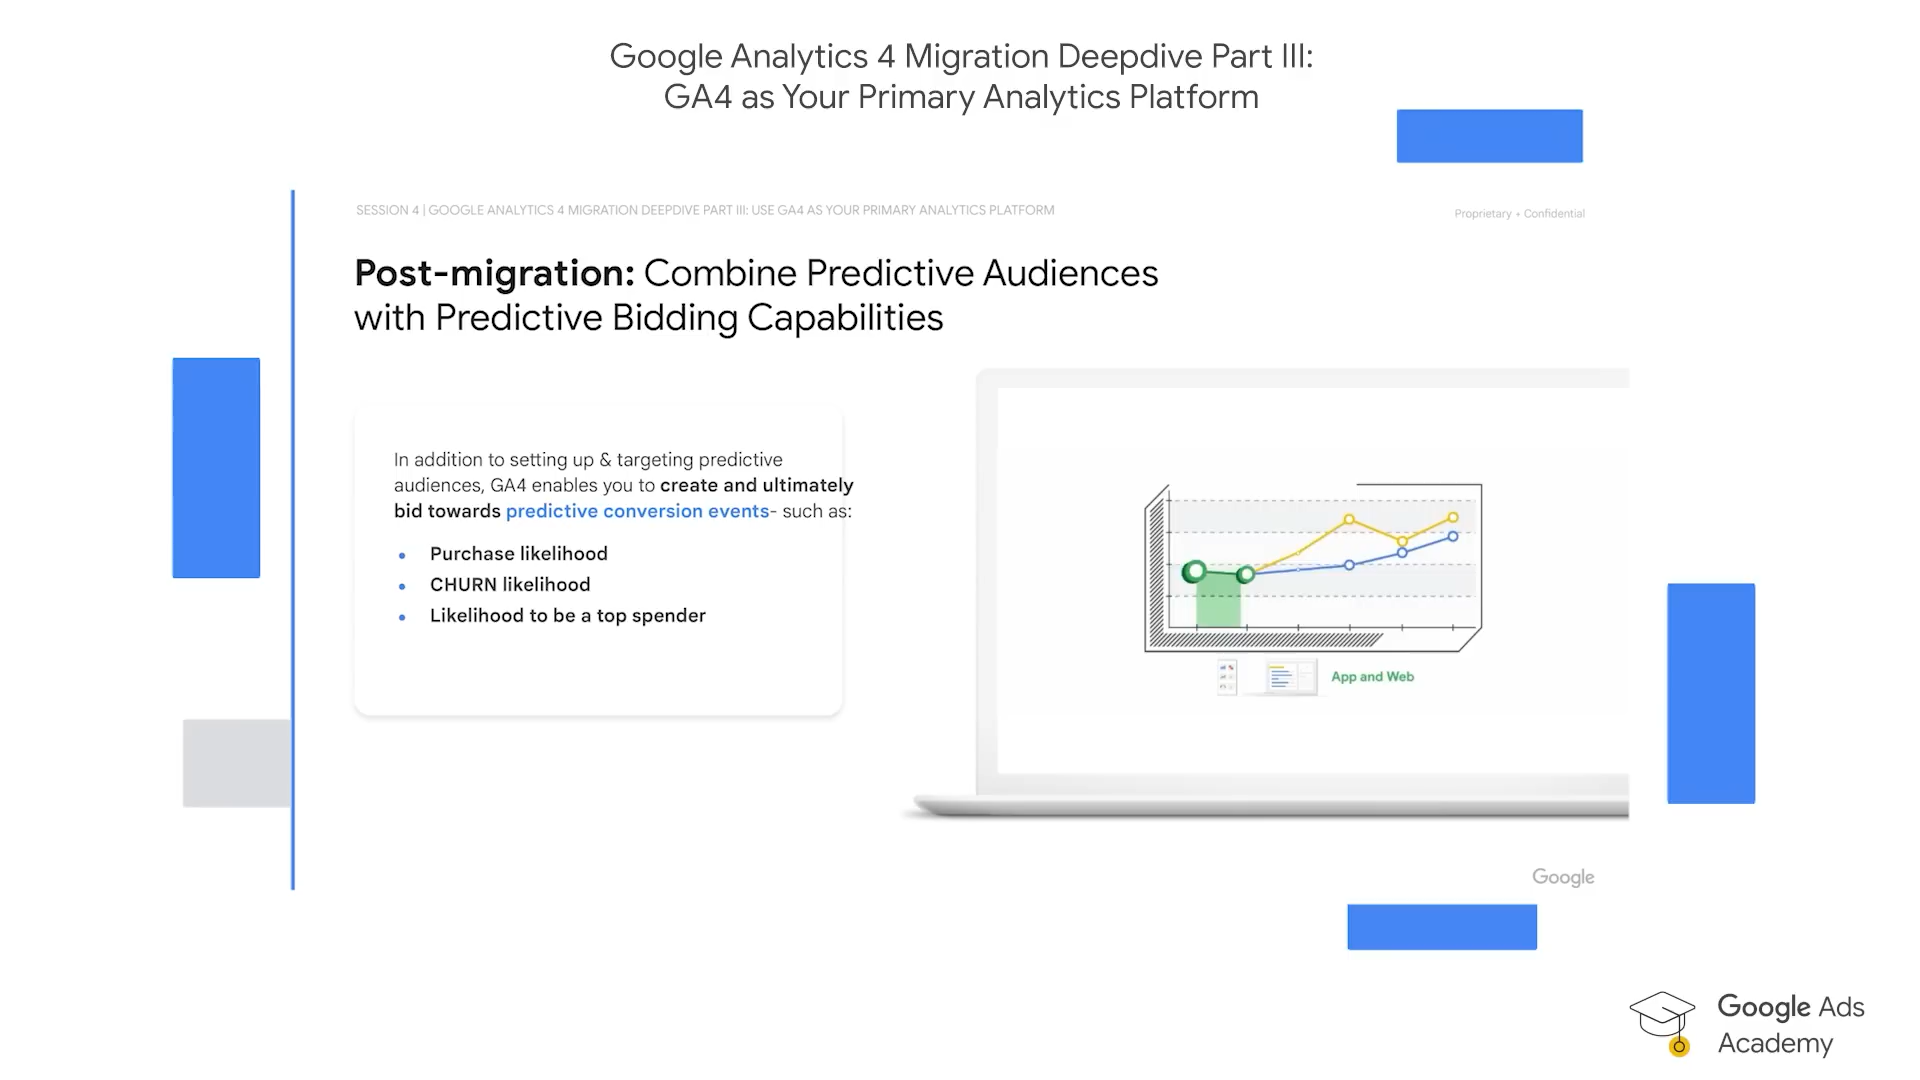 Google Analytics 4 Migration Deepdive Part III:
GA4 as Your Primary Analytics Platform
SESSION 4 | GOOGLE ANALYTICS 4 MIGRATION DEEPDIVE PART III: USE GA4 AS YOUR PRIMARY ANALYTICS PLATFORM
Proprietary + Confidential
Post-migration: Combine Predictive Audiences
with Predictive Bidding Capabilities
In addition to setting up & targeting predictive
audiences, GA4 enables you to create and ultimately
bid towards predictive conversion events- such as:
• Purchase likelihood
• CHURN likelihood
• Likelihood to be a top spender
App and Web
Google
Google Ads
Academy